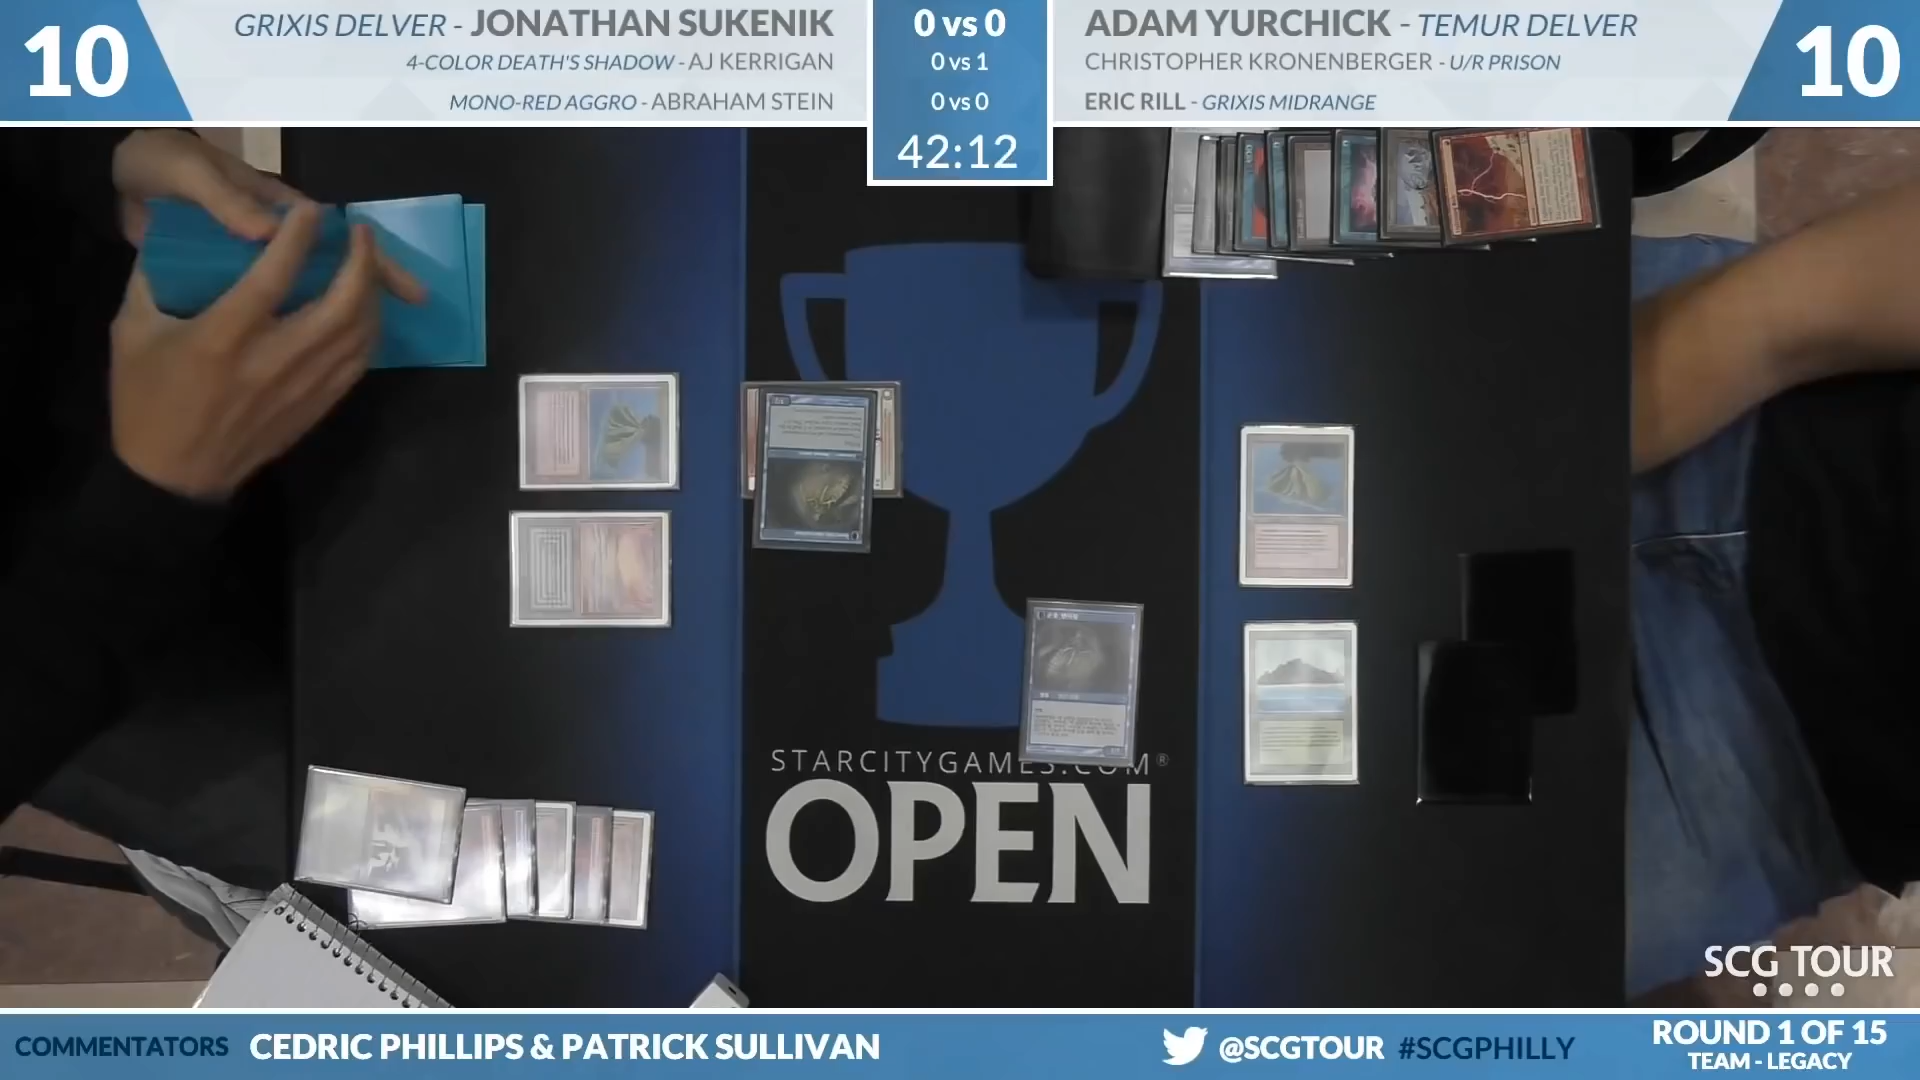 10
GRIXIS DELVER - JONATHAN SUKENIK
4-COLOR DEATH'S SHADOW - AJ KERRIGAN
MONO-RED AGGRO - ABRAHAM STEIN
0 vs 0
0 vs 1
0 vs 0
42:12
ADAM YURCHICK - TEMUR DELVER
CHRISTOPHER KRONENBERGER - U/R PRISON
ERIC RILL - GRIXIS MIDRANGE
10
STARCITYGAMES.COM®
OPEN
SCG TOUR
COMMENTATORS CEDRIC PHILLIPS & PATRICK SULLIVAN
@SCGTOUR #SCGPHILLY
ROUND 1 OF 15
TEAM - LEGACY